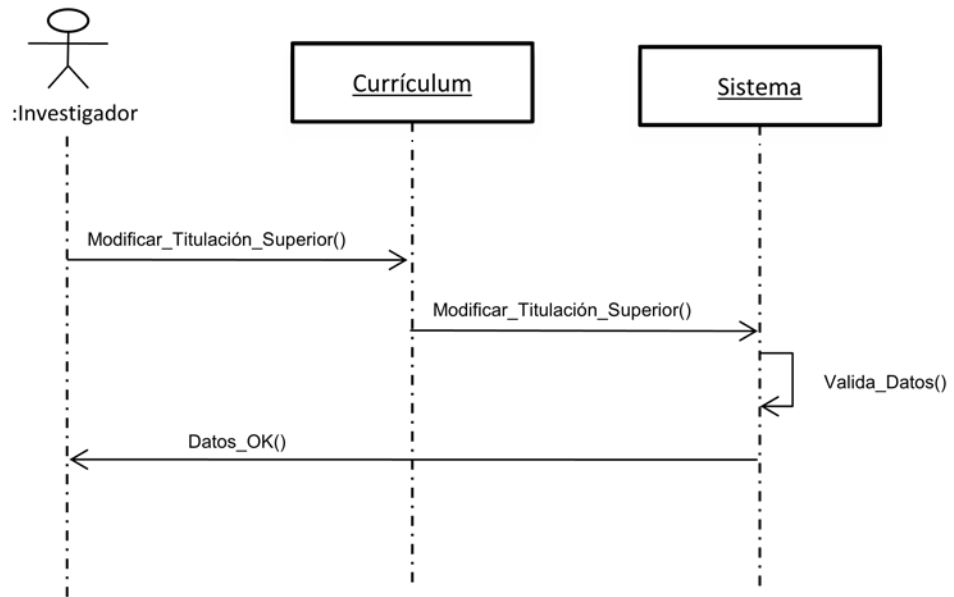 :Investigador
Currículum
Sistema
Modificar_Titulación_Superior()
Modificar_Titulación_Superior()
Valida_Datos()
Datos_OK()